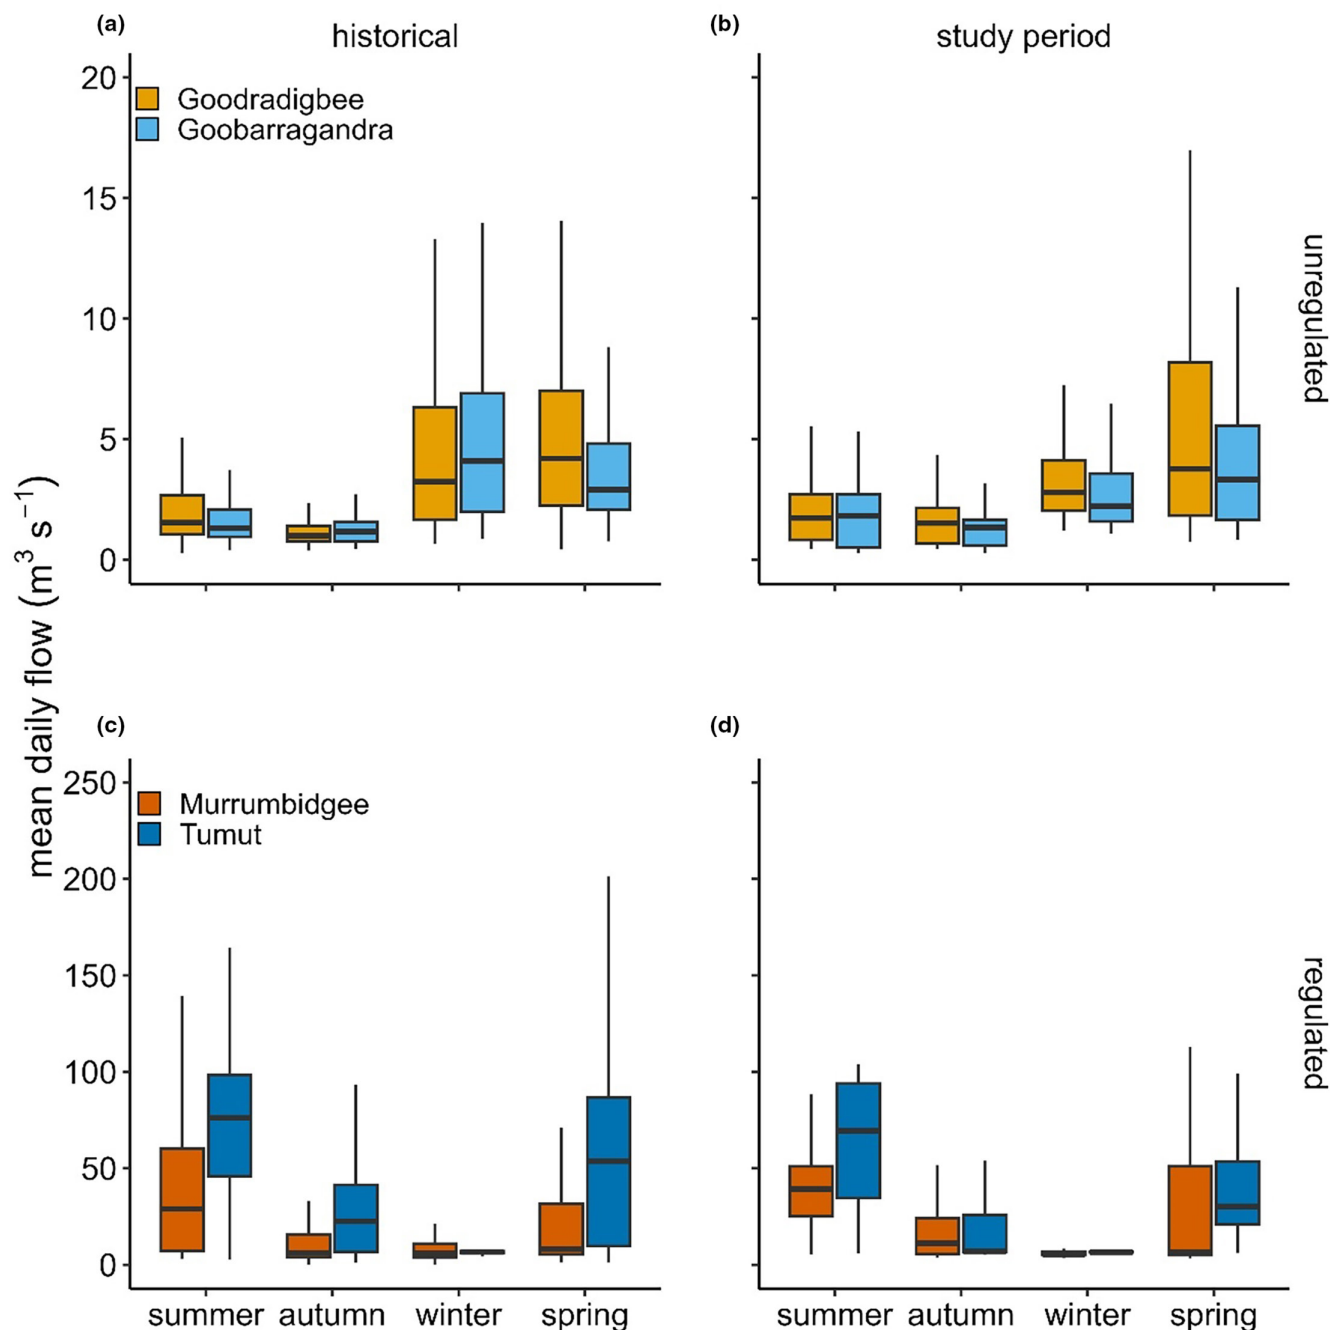 (a)
historical
(b)
study period
20
15
10
5
0
Goodradigbee
Goobarragandra
unregulated
mean daily flow (m³ s⁻¹)
(c)
(d)
250
200
150
100
50
0
Murrumbidgee
Tumut
regulated
summer autumn winter spring
summer autumn winter spring